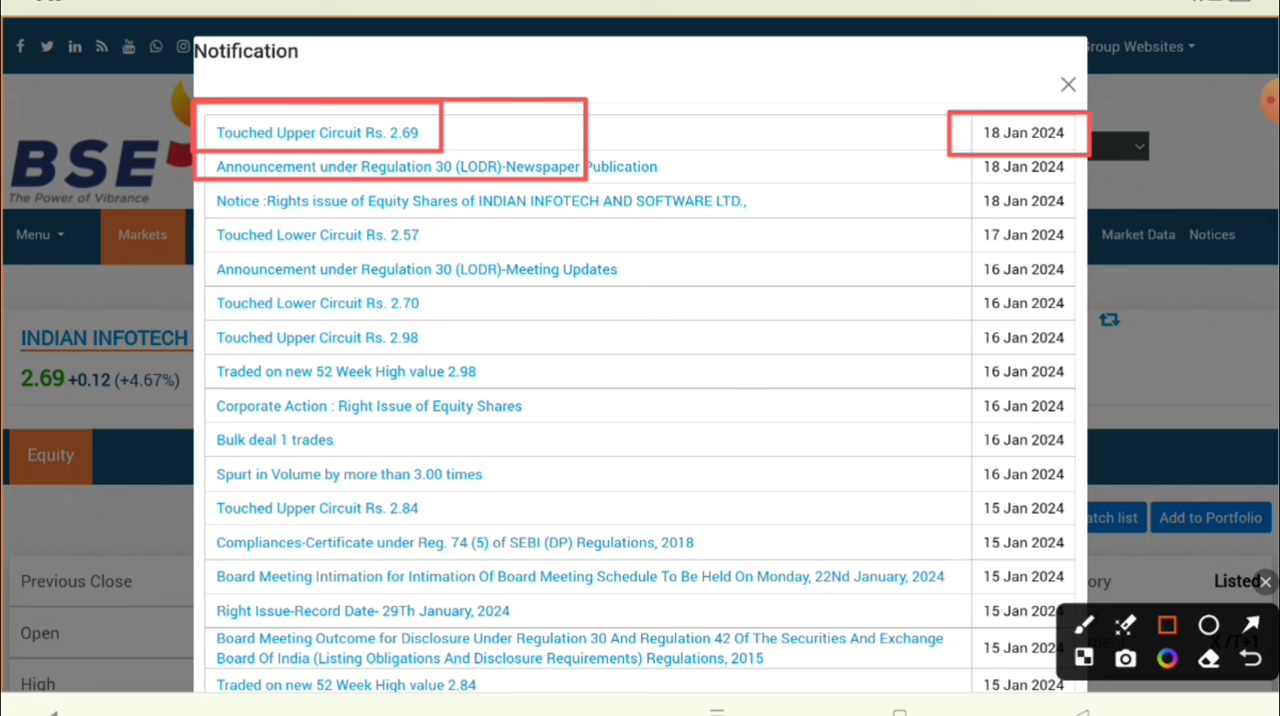 Group Websites
Notification
Touched Upper Circuit Rs. 2.69 18 Jan 2024
Announcement under Regulation 30 (LODR)-Newspaper Publication 18 Jan 2024
BSE
The Power of Vibrance
Notice :Rights issue of Equity Shares of INDIAN INFOTECH AND SOFTWARE LTD., 18 Jan 2024
Menu Markets
Touched Lower Circuit Rs. 2.57 17 Jan 2024
Market Data Notices
Announcement under Regulation 30 (LODR)-Meeting Updates 16 Jan 2024
Touched Lower Circuit Rs. 2.70 16 Jan 2024
INDIAN INFOTECH
Touched Upper Circuit Rs. 2.98 16 Jan 2024
2.69 +0.12 (+4.67%)
Traded on new 52 Week High value 2.98 16 Jan 2024
Corporate Action : Right Issue of Equity Shares 16 Jan 2024
Bulk deal 1 trades 16 Jan 2024
Equity
Spurt in Volume by more than 3.00 times 16 Jan 2024
Touched Upper Circuit Rs. 2.84 15 Jan 2024
atch list Add to Portfolio
Compliances-Certificate under Reg. 74 (5) of SEBI (DP) Regulations, 2018 15 Jan 2024
Previous Close
Board Meeting Intimation for Intimation Of Board Meeting Schedule To Be Held On Monday, 22Nd January, 2024 15 Jan 2024
ory Listed
Right Issue-Record Date- 29Th January, 2024 15 Jan 2024
Open
Board Meeting Outcome for Disclosure Under Regulation 30 And Regulation 42 Of The Securities And Exchange
Board Of India (Listing Obligations And Disclosure Requirements) Regulations, 2015 15 Jan 2024
High
Traded on new 52 Week High value 2.84 15 Jan 2024